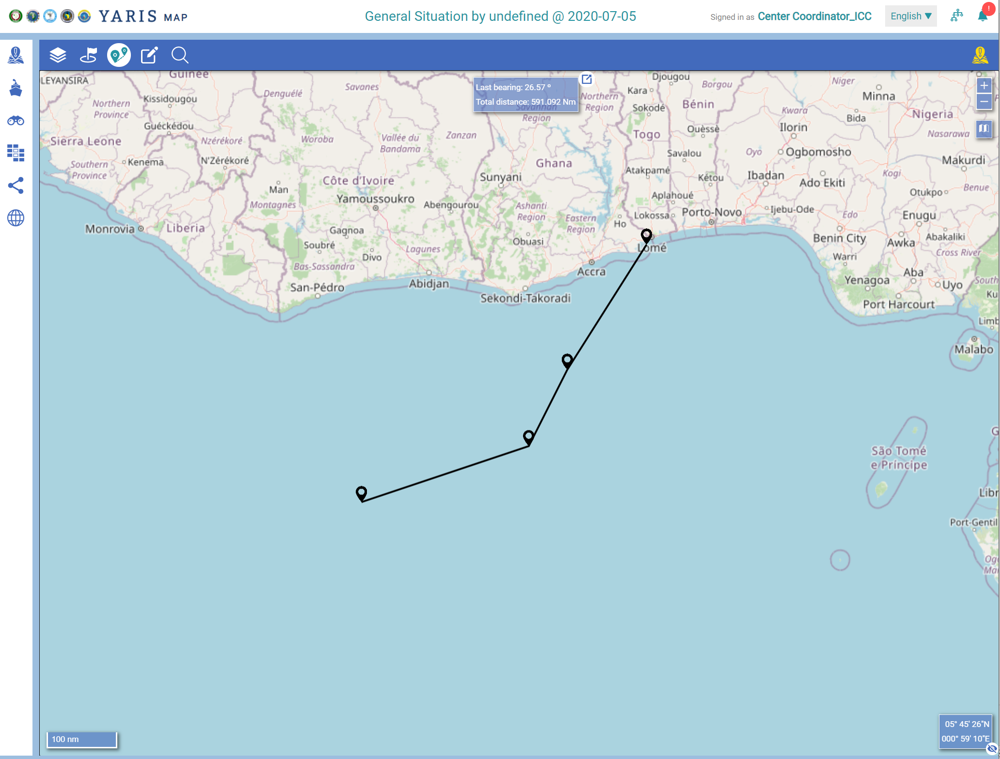 YARIS MAP
General Situation by undefined @ 2020-07-05
Signed in as Center Coordinator_ICC
English ▼
!
Last bearing: 26.57 º
Total distance: 591.092 Nm
+
−
LEYANSIRA
Guinée
Denguélé
Savanes
Djougou
Kara
Borgou
Niger
Minna
Northern
Province
Kissidougou
Northern
Region
Sokodé
Bénin
Kwara
Bida
Nigeria
Savannah
Region
Guéckédou
Ouèssè
Ilorin
Nasarawa
Sierra Leone
Nzérékoré
Woroba
Vallée du
Bandama
Zanzan
Togo
Savalou
Oyo
Ogbomosho
Makurdi
Southern
Province
Kenema
N'Zérékoré
Ghana
Atakpamé
Ibadan
Kogi
Côte d'Ivoire
Sunyani
Kétou
Ado Ekiti
Benue
Man
Yamoussoukro
Aplahoué
Otukpo
Montagnes
Abengourou
Ashanti
Region
Eastern
Region
Lokossa
Porto-Novo
Ijebu-Ode
Edo
Enugu
Monrovia
Liberia
Gagnoa
Ho
Obuasi
Benin City
Awka
Abakaliki
Soubré
Divo
Lagunes
Lomé
Warri
Cross River
Bas-Sassandra
Accra
Aba
San-Pédro
Abidjan
Yenagoa
Uyo
South
Sekondi-Takoradi
Ku
Port Harcourt
Limb
Malabo
G
São Tomé
e Príncipe
Libr
Port-Gentil
Ogo
Mar
100 nm
05° 45' 26"N
000° 59' 10"E